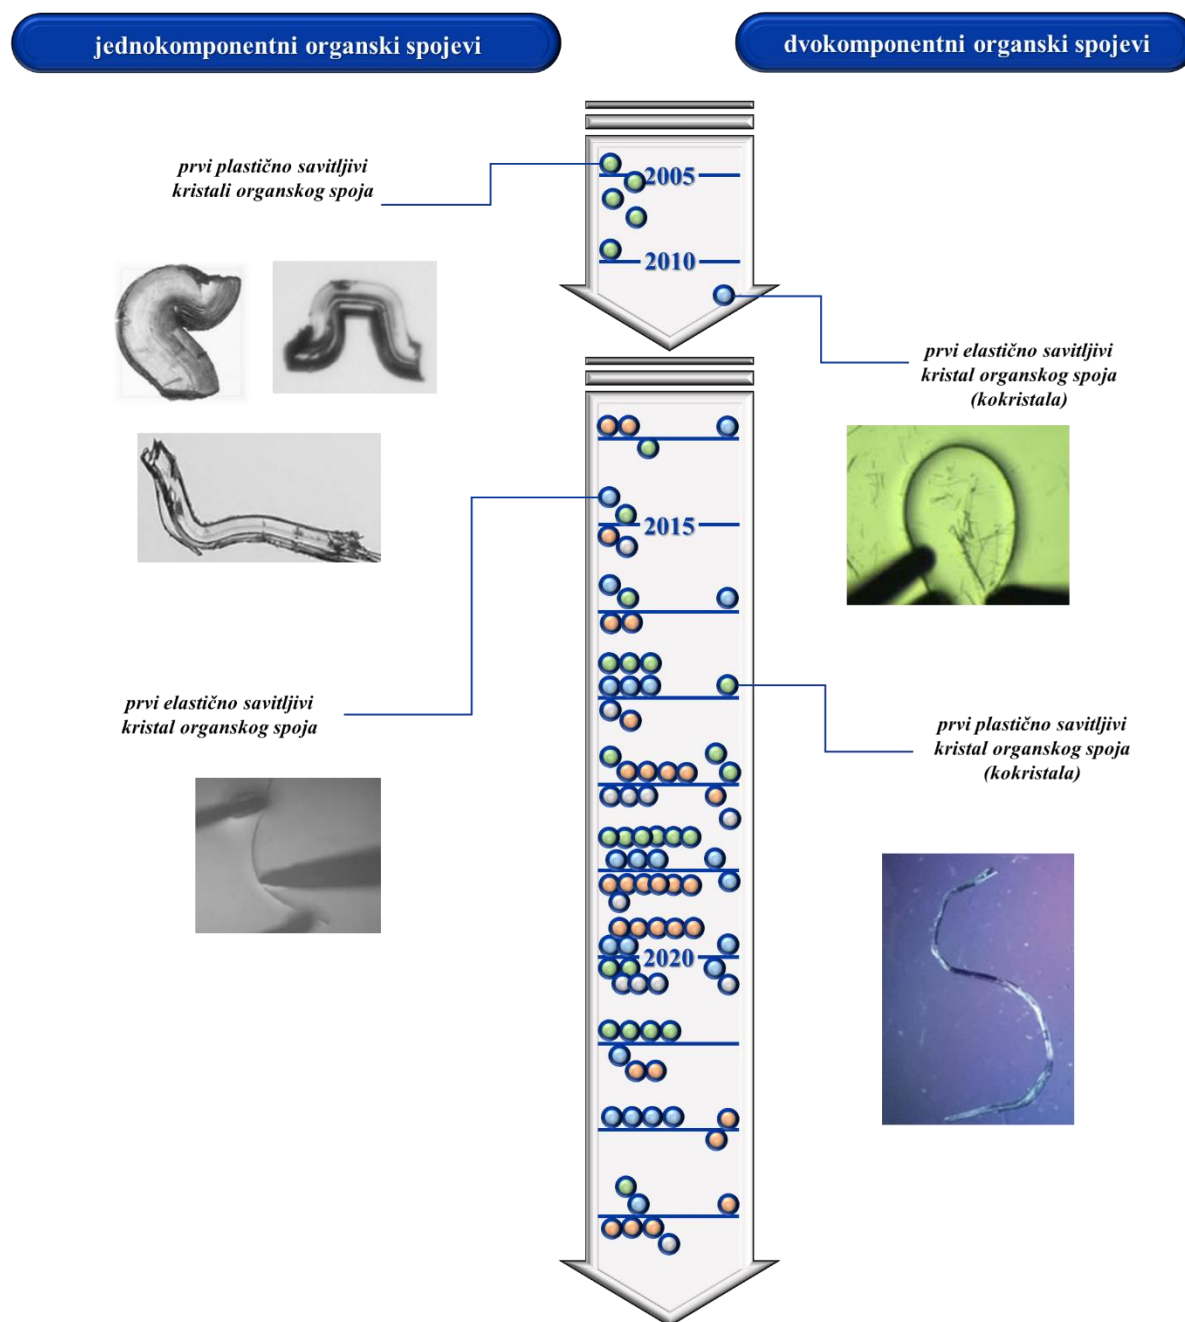 jednokomponentni organski spojevi
dvokomponentni organski spojevi
prvi plastično savitljivi
kristali organskog spoja
2005
2010
prvi elastično savitljivi
kristal organskog spoja
(kokristala)
2015
prvi elastično savitljivi
kristal organskog spoja
prvi plastično savitljivi
kristal organskog spoja
(kokristala)
2020